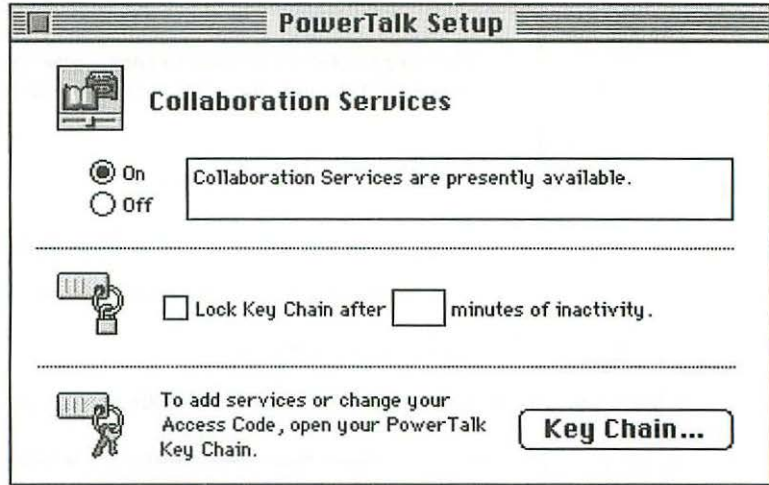 PowerTalk Setup
Collaboration Services
On
Off
Collaboration Services are presently available.
Lock Key Chain after minutes of inactivity.
To add services or change your
Access Code, open your PowerTalk
Key Chain.
Key Chain...